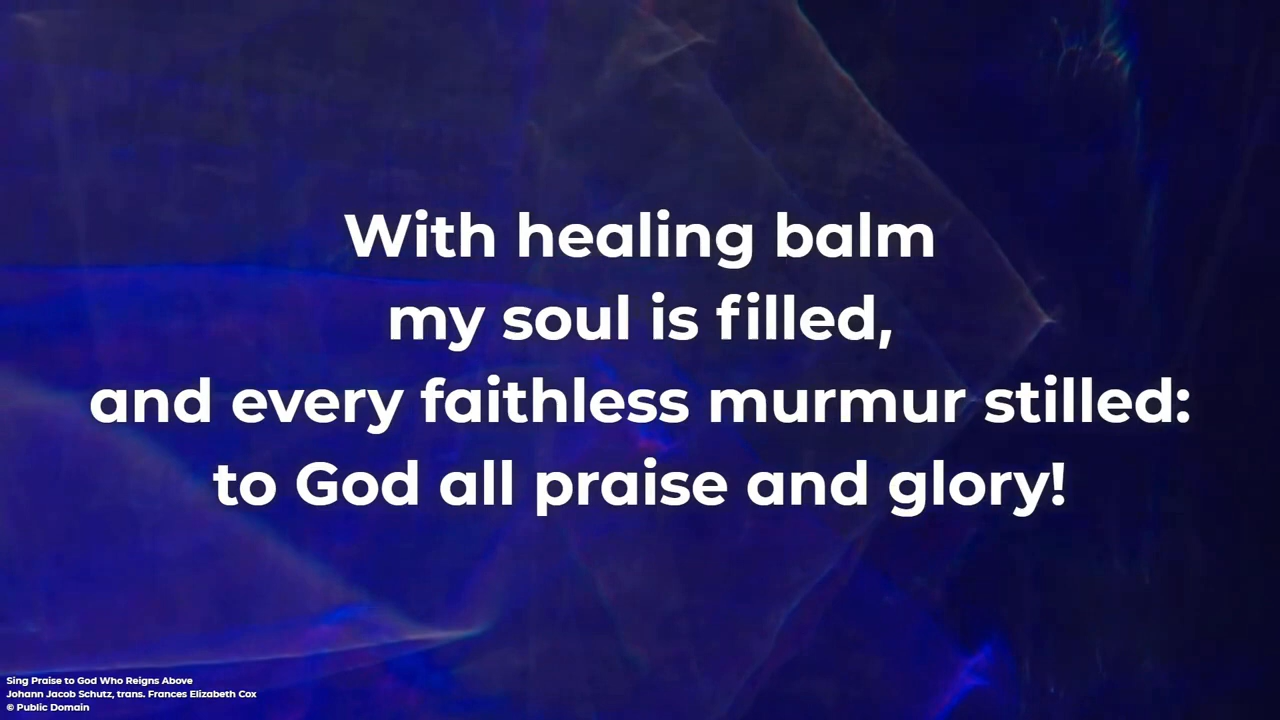 With healing balm
my soul is filled,
and every faithless murmur stilled:
to God all praise and glory!
Sing Praise to God Who Reigns Above
Johann Jacob Schutz, trans. Frances Elizabeth Cox
© Public Domain